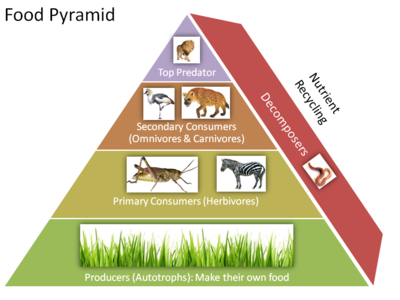 Food Pyramid
Top Predator
Secondary Consumers
(Omnivores & Carnivores)
Primary Consumers (Herbivores)
Producers (Autotrophs): Make their own food
Decomposers
Nutrient
Recycling